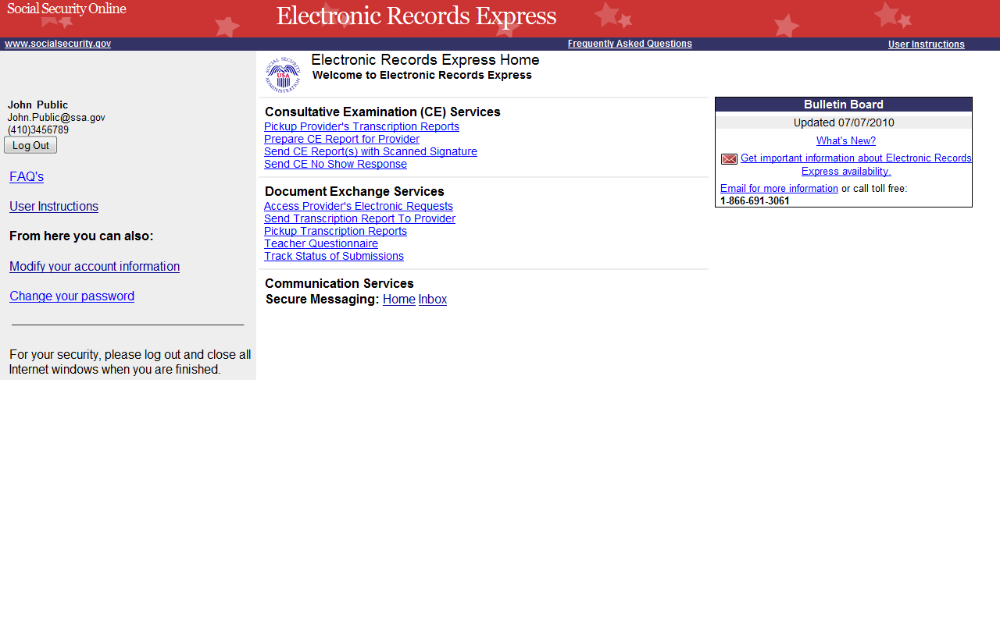 Social Security Online
Electronic Records Express
www.socialsecurity.gov
Frequently Asked Questions
User Instructions
John Public
John.Public@ssa.gov
(410)3456789
Log Out
FAQ's
User Instructions
From here you can also:
Modify your account information
Change your password
For your security, please log out and close all
Internet windows when you are finished.
SOCIAL SECURITY ADMINISTRATION
USA
Electronic Records Express Home
Welcome to Electronic Records Express
Consultative Examination (CE) Services
Pickup Provider's Transcription Reports
Prepare CE Report for Provider
Send CE Report(s) with Scanned Signature
Send CE No Show Response
Document Exchange Services
Access Provider's Electronic Requests
Send Transcription Report To Provider
Pickup Transcription Reports
Teacher Questionnaire
Track Status of Submissions
Communication Services
Secure Messaging: Home Inbox
Bulletin Board
Updated 07/07/2010
What's New?
Get important information about Electronic Records
Express availability.
Email for more information or call toll free:
1-866-691-3061